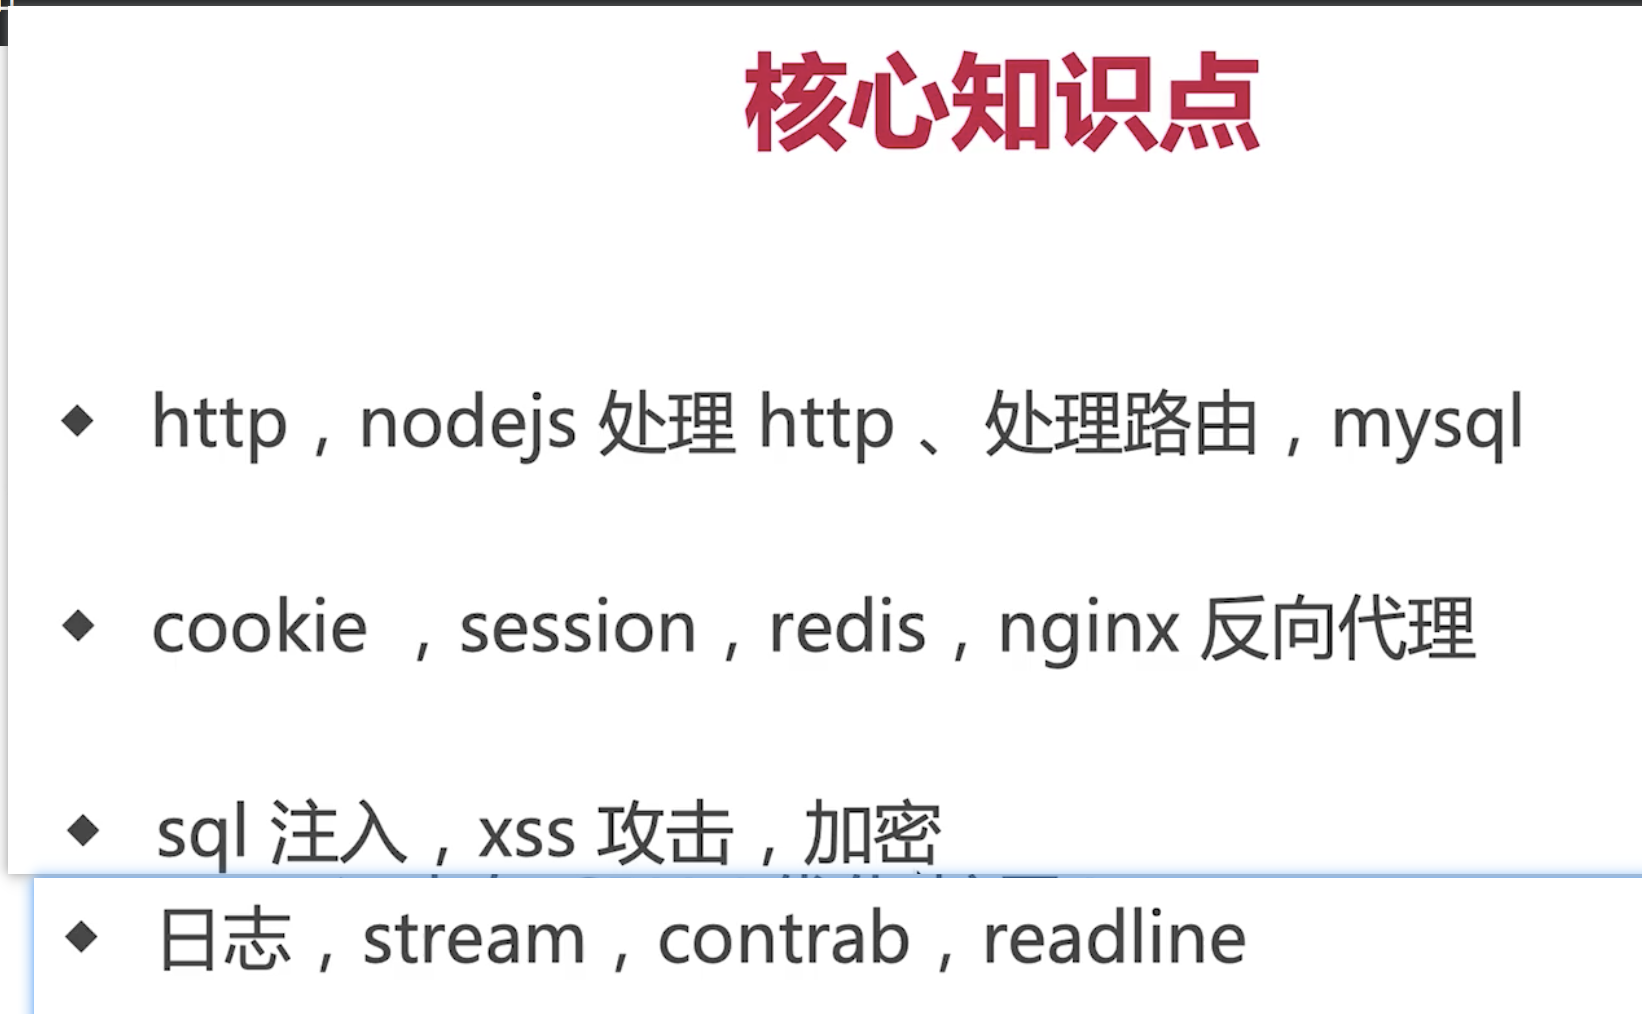 核心知识点
◆ http，nodejs 处理 http 、处理路由，mysql
◆ cookie ，session，redis，nginx 反向代理
◆ sql 注入，xss 攻击，加密
◆ 日志，stream，contrab，readline